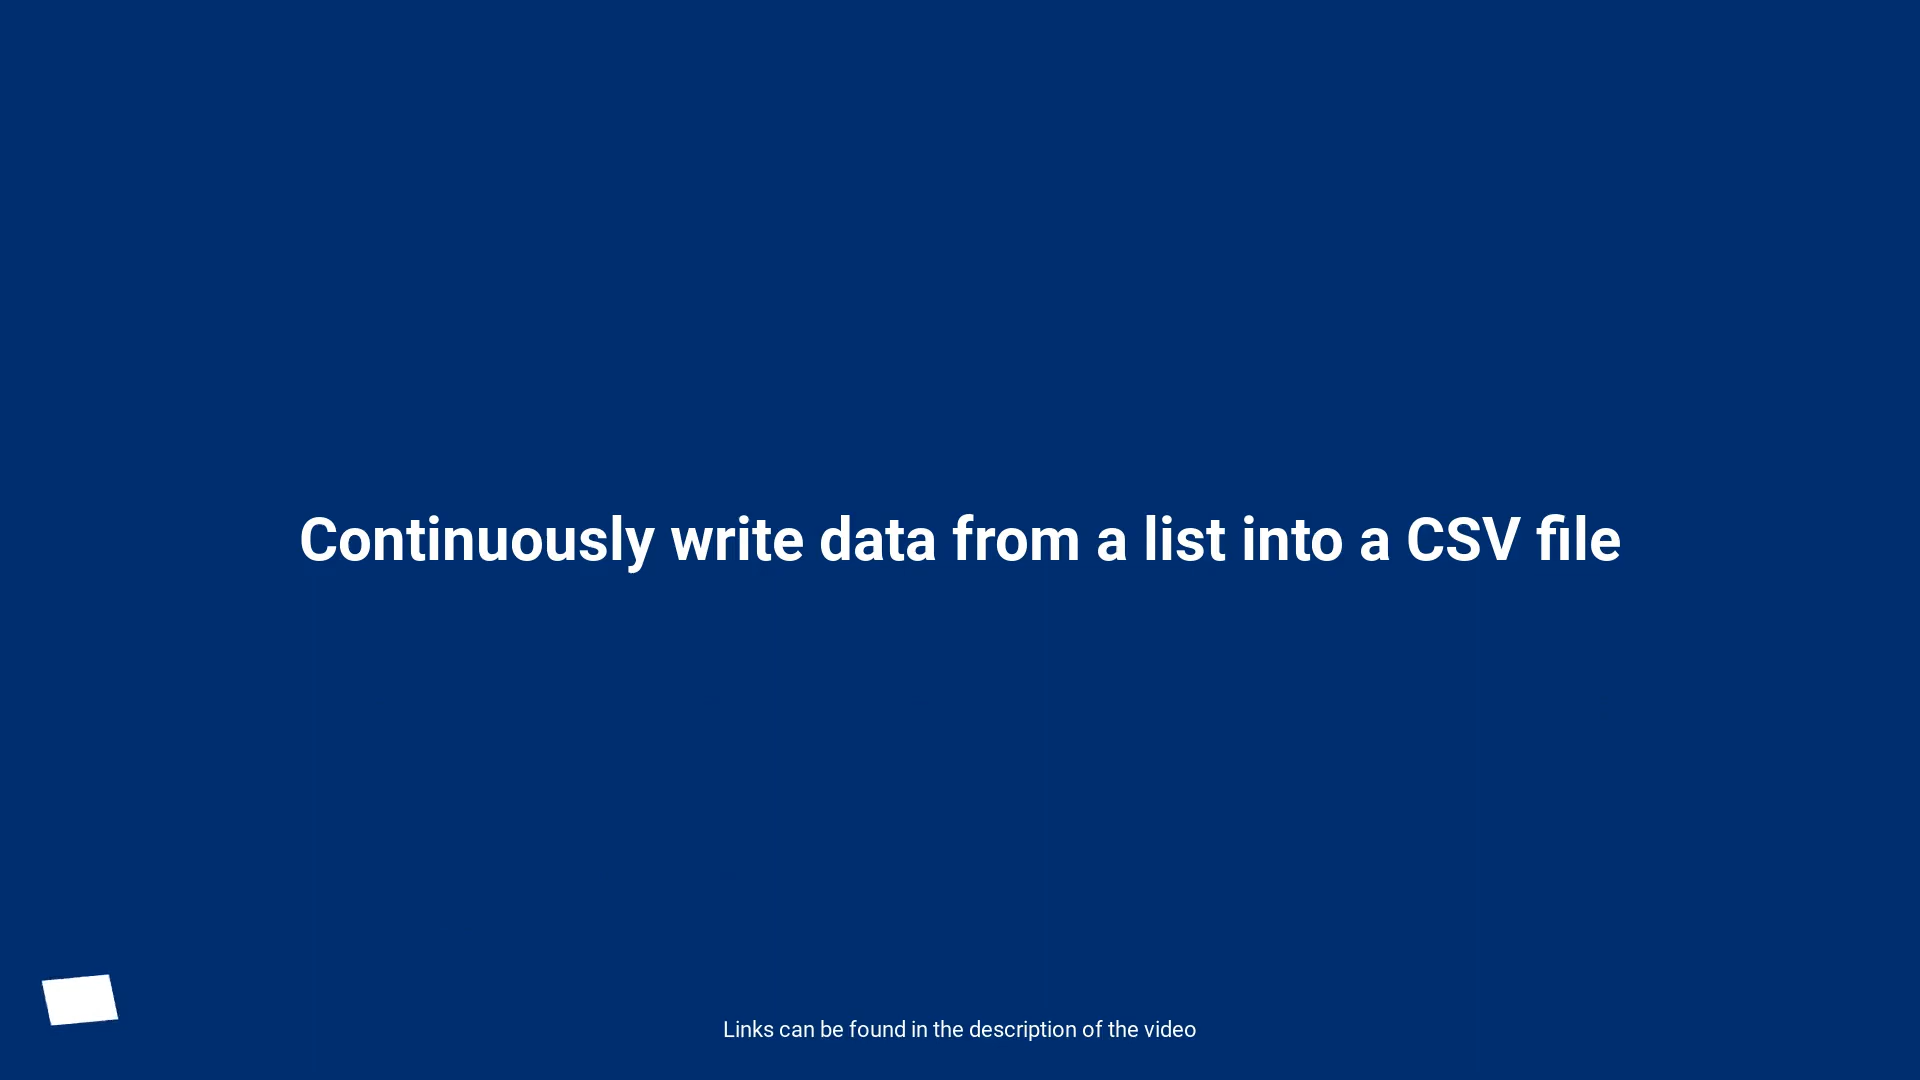 Continuously write data from a list into a CSV file
Links can be found in the description of the video